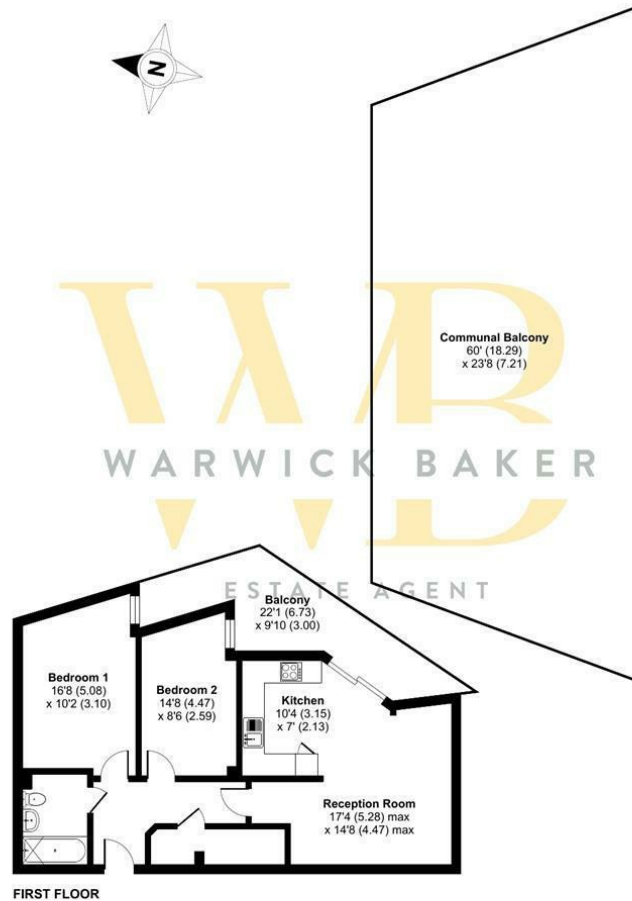 N
Communal Balcony
60' (18.29)
x 23'8 (7.21)
WB
WARWICK BAKER
ESTATE AGENT
Balcony
22'1 (6.73)
x 9'10 (3.00)
Bedroom 1
16'8 (5.08)
x 10'2 (3.10)
Bedroom 2
14'8 (4.47)
x 8'6 (2.59)
Kitchen
10'4 (3.15)
x 7' (2.13)
Reception Room
17'4 (5.28) max
x 14'8 (4.47) max
FIRST FLOOR